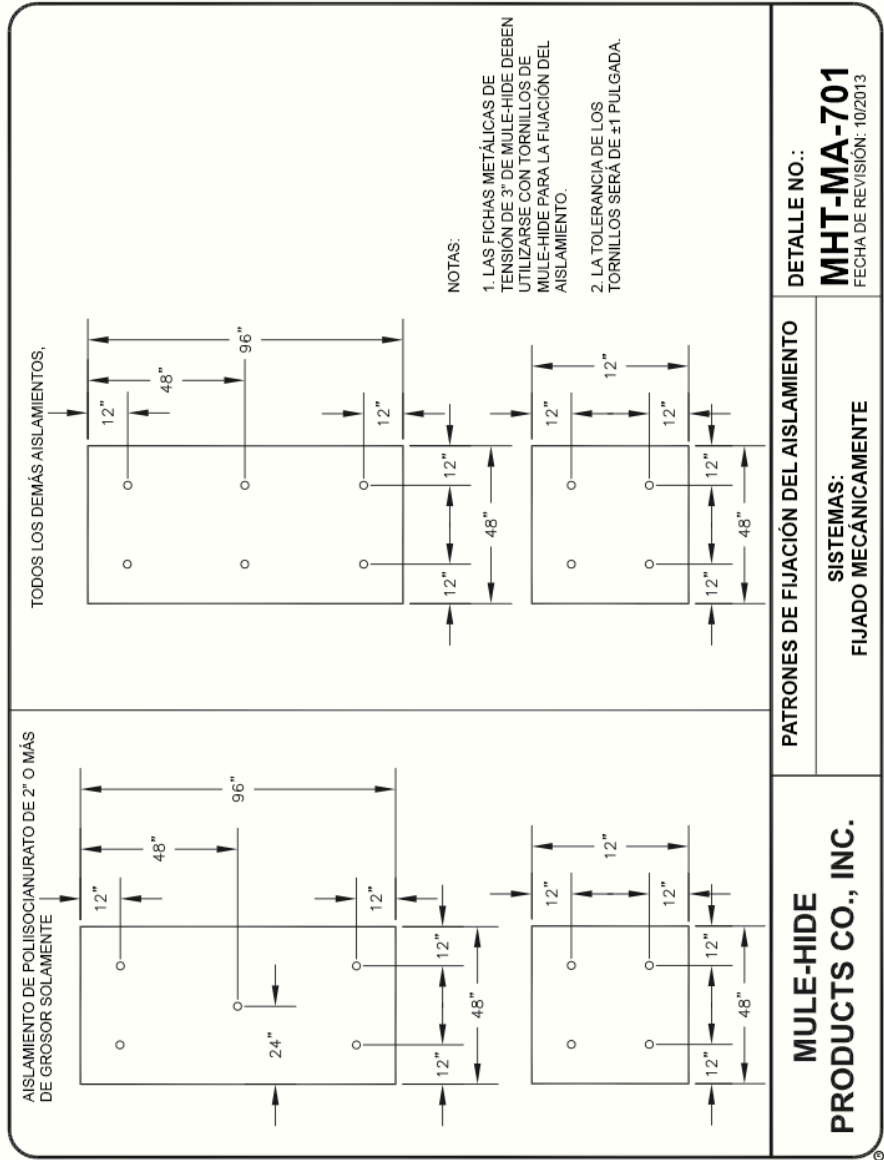 AISLAMIENTO DE POLIISOCIANURATO DE 2" O MÁS
DE GROSOR SOLAMENTE
12"
48"
96"
24"
12"
12"
12"
48"
12"
12"
12"
12"
12"
48"
TODOS LOS DEMÁS AISLAMIENTOS,
12"
48"
96"
12"
12"
12"
48"
12"
12"
12"
12"
12"
48"
NOTAS:
1. LAS FICHAS METÁLICAS DE
TENSIÓN DE 3" DE MULE-HIDE DEBEN
UTILIZARSE CON TORNILLOS DE
MULE-HIDE PARA LA FIJACIÓN DEL
AISLAMIENTO.
2. LA TOLERANCIA DE LOS
TORNILLOS SERÁ DE ±1 PULGADA.
MULE-HIDE
PRODUCTS CO., INC.
PATRONES DE FIJACIÓN DEL AISLAMIENTO
SISTEMAS:
FIJADO MECÁNICAMENTE
DETALLE NO.:
MHT-MA-701
FECHA DE REVISIÓN: 10/2013
©